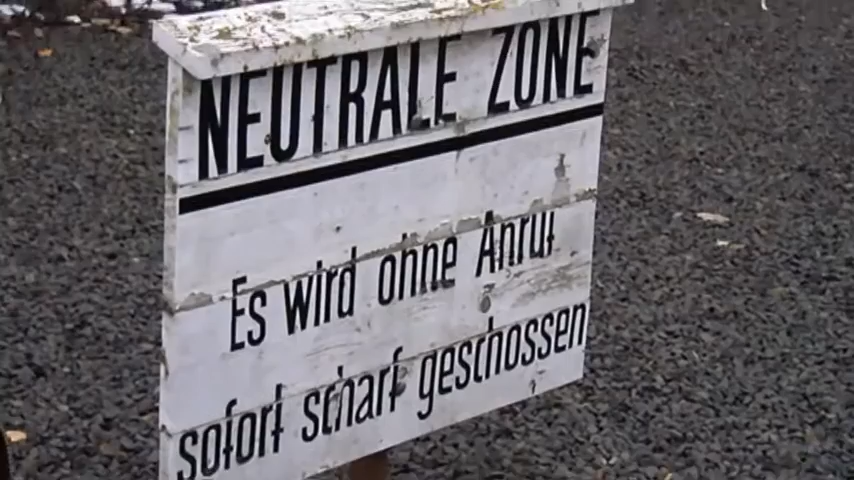 NEUTRALE ZONE
Es wird ohne Anruf
sofort scharf geschossen